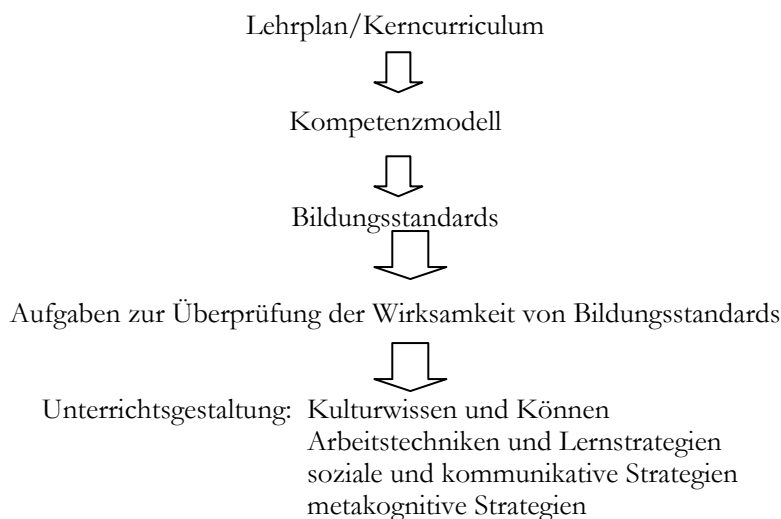 Lehrplan/Kerncurriculum
Kompetenzmodell
Bildungsstandards
Aufgaben zur Überprüfung der Wirksamkeit von Bildungsstandards
Unterrichtsgestaltung: Kulturwissen und Können
Arbeitstechniken und Lernstrategien
soziale und kommunikative Strategien
metakognitive Strategien